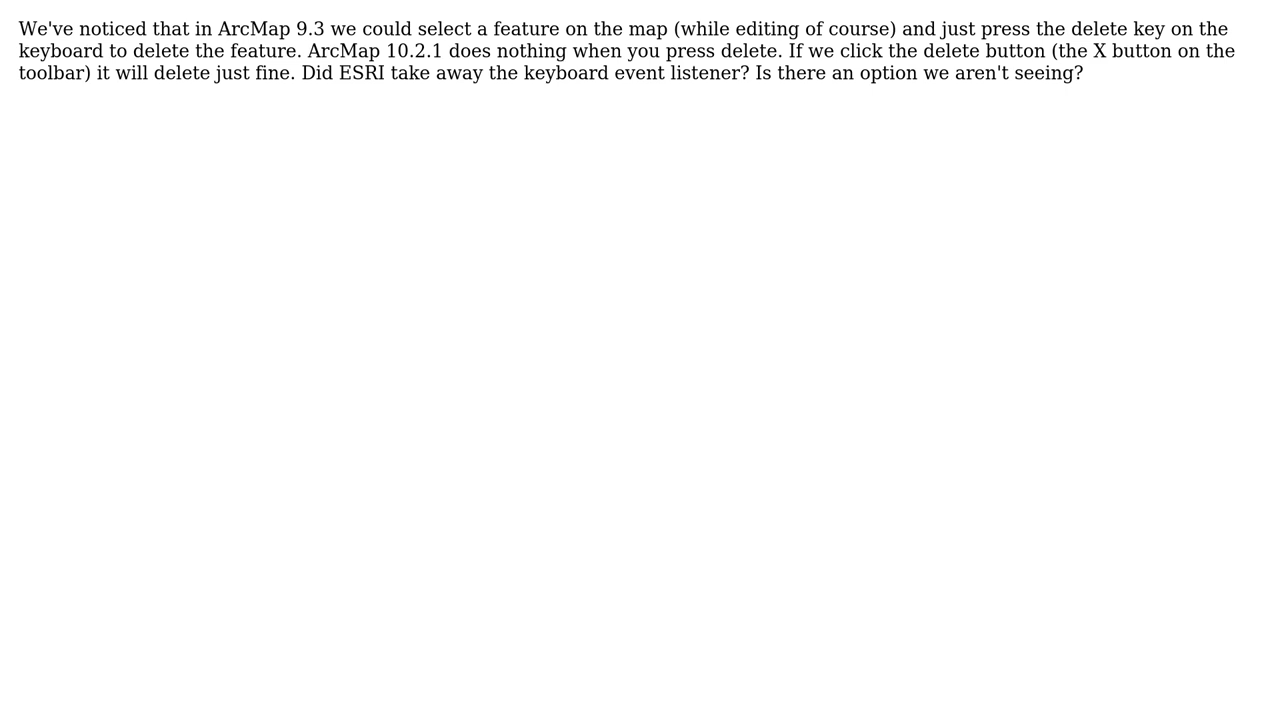 We've noticed that in ArcMap 9.3 we could select a feature on the map (while editing of course) and just press the delete key on the
keyboard to delete the feature. ArcMap 10.2.1 does nothing when you press delete. If we click the delete button (the X button on the
toolbar) it will delete just fine. Did ESRI take away the keyboard event listener? Is there an option we aren't seeing?